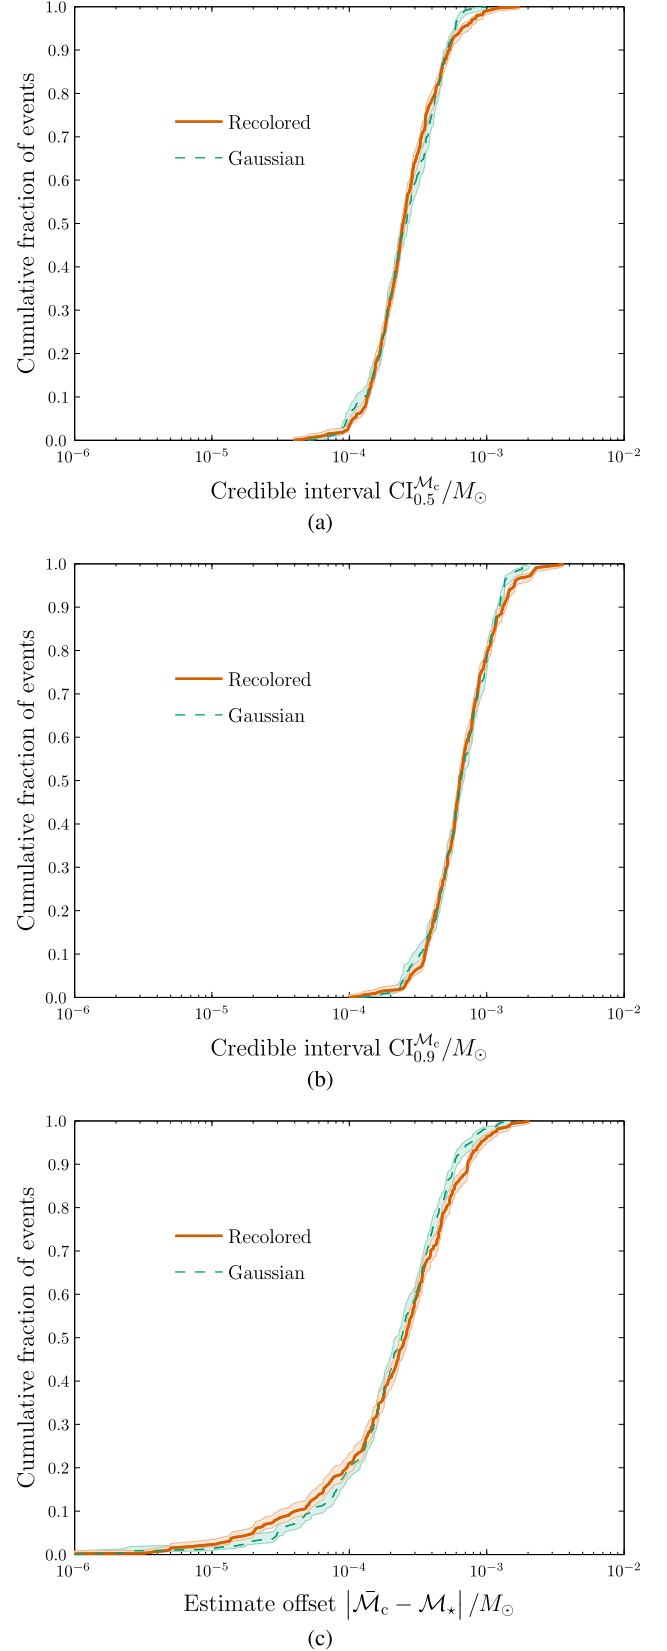 1.0
0.9
0.8
0.7
0.6
0.5
0.4
0.3
0.2
0.1
0.0
Cumulative fraction of events
Recolored
Gaussian
10⁻⁶ 10⁻⁵ 10⁻⁴ 10⁻³ 10⁻²
Credible interval CI₀.₅^ℳc/M☉
(a)
1.0
0.9
0.8
0.7
0.6
0.5
0.4
0.3
0.2
0.1
0.0
Cumulative fraction of events
Recolored
Gaussian
10⁻⁶ 10⁻⁵ 10⁻⁴ 10⁻³ 10⁻²
Credible interval CI₀.₉^ℳc/M☉
(b)
1.0
0.9
0.8
0.7
0.6
0.5
0.4
0.3
0.2
0.1
0.0
Cumulative fraction of events
Recolored
Gaussian
10⁻⁶ 10⁻⁵ 10⁻⁴ 10⁻³ 10⁻²
Estimate offset |ℳ̄c − ℳ⋆| /M☉
(c)